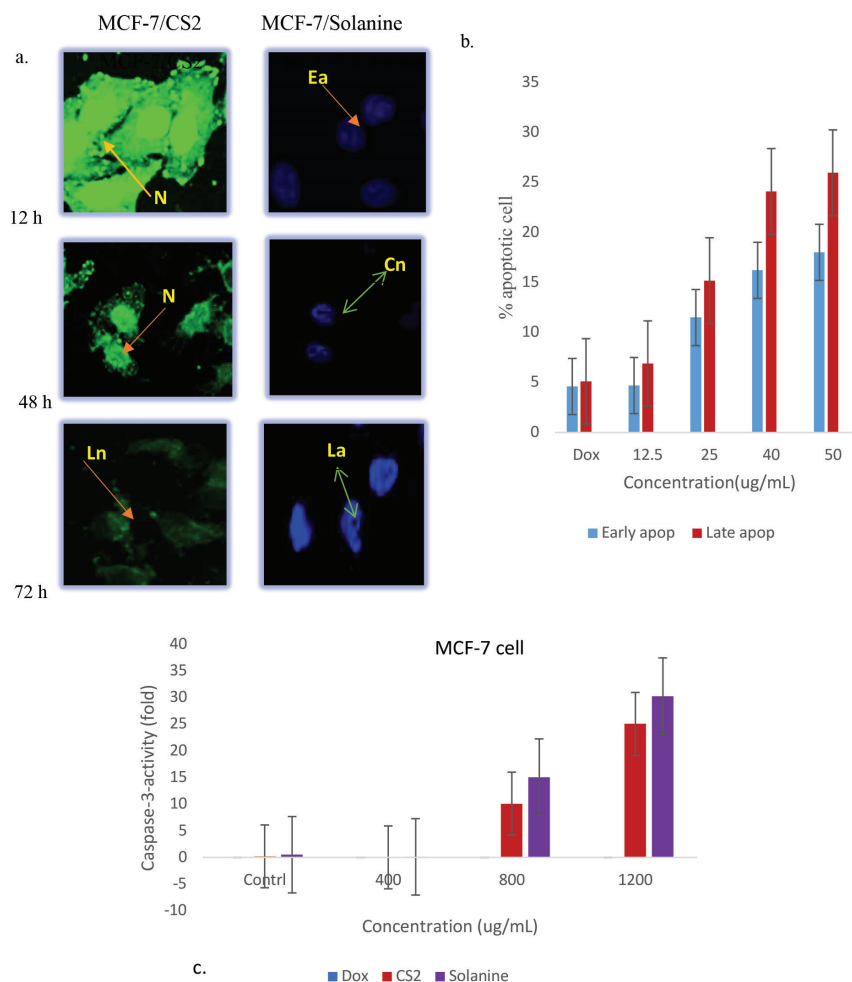 MCF-7/CS2 MCF-7/Solanine
a.
MCF-7/CS2
N
Ea
12 h
N
Cn
48 h
Ln
La
72 h
b.
% apoptotic cell
35
30
25
20
15
10
5
0
Dox 12.5 25 40 50
Concentration(ug/mL)
Early apop Late apop
MCF-7 cell
Caspase-3-activity (fold)
40
35
30
25
20
15
10
5
0
-5
-10
Contrl 400 800 1200
Concentration (ug/mL)
c.
Dox CS2 Solanine